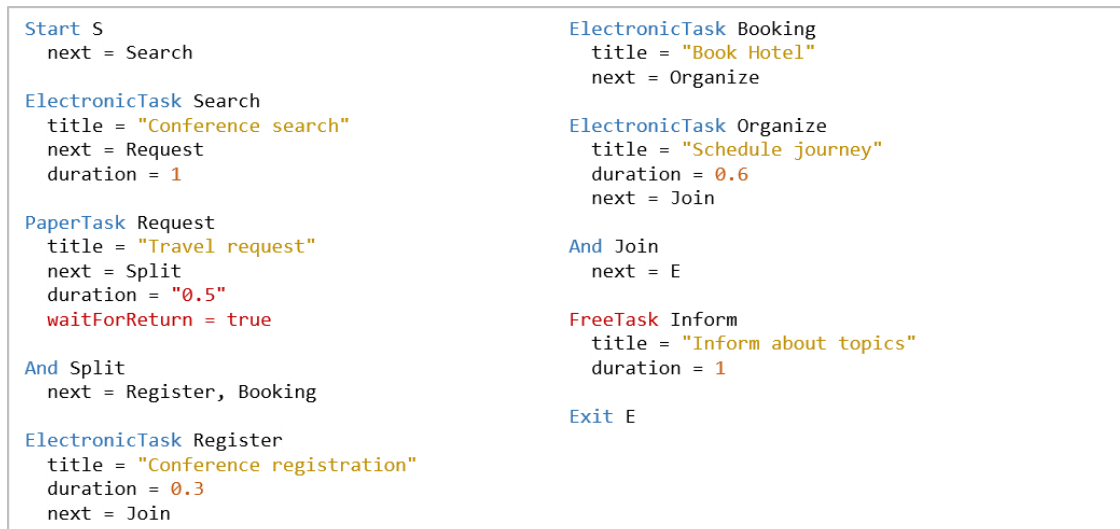 Start S
next = Search
ElectronicTask Search
title = "Conference search"
next = Request
duration = 1
PaperTask Request
title = "Travel request"
next = Split
duration = "0.5"
waitForReturn = true
And Split
next = Register, Booking
ElectronicTask Register
title = "Conference registration"
duration = 0.3
next = Join
ElectronicTask Booking
title = "Book Hotel"
next = Organize
ElectronicTask Organize
title = "Schedule journey"
duration = 0.6
next = Join
And Join
next = E
FreeTask Inform
title = "Inform about topics"
duration = 1
Exit E